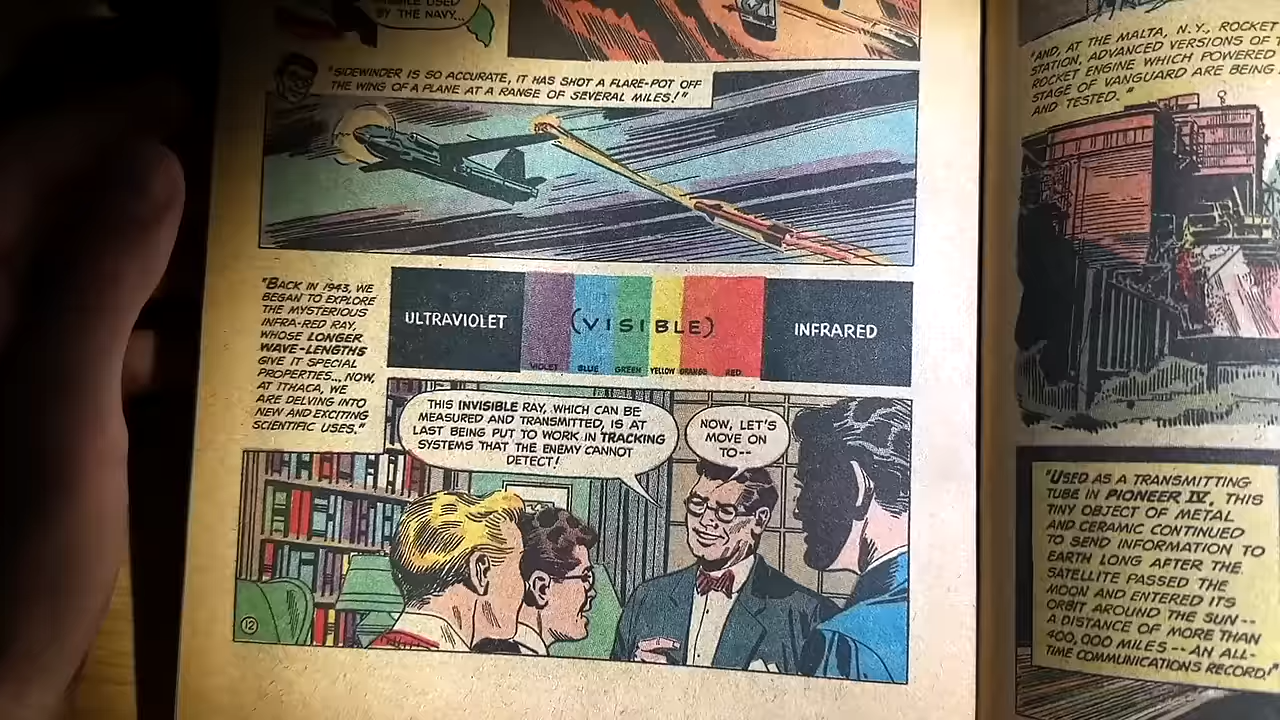 BY THE NAVY...
"SIDEWINDER IS SO ACCURATE, IT HAS SHOT A FLARE-POT OFF
THE WING OF A PLANE AT A RANGE OF SEVERAL MILES!"
"BACK IN 1943, WE
BEGAN TO EXPLORE
THE MYSTERIOUS
INFRA-RED RAY,
WHOSE LONGER
WAVE-LENGTHS
GIVE IT SPECIAL
PROPERTIES... NOW,
AT ITHACA, WE
ARE DELVING INTO
NEW AND EXCITING
SCIENTIFIC USES."
ULTRAVIOLET
(VISIBLE)
INFRARED
VIOLET BLUE GREEN YELLOW ORANGE RED
THIS INVISIBLE RAY, WHICH CAN BE
MEASURED AND TRANSMITTED, IS AT
LAST BEING PUT TO WORK IN TRACKING
SYSTEMS THAT THE ENEMY CANNOT
DETECT!
NOW, LET'S
MOVE ON
TO--
12
"AND, AT THE MALTA, N.Y., ROCKET
STATION, ADVANCED VERSIONS OF
ROCKET ENGINE WHICH POWERED
STAGE OF VANGUARD ARE BEING
AND TESTED."
"USED AS A TRANSMITTING
TUBE IN PIONEER IV, THIS
TINY OBJECT OF METAL
AND CERAMIC CONTINUED
TO SEND INFORMATION TO
EARTH LONG AFTER THE
SATELLITE PASSED THE
MOON AND ENTERED ITS
ORBIT AROUND THE SUN--
A DISTANCE OF MORE THAN
400,000 MILES -- AN ALL-
TIME COMMUNICATIONS RECORD!"